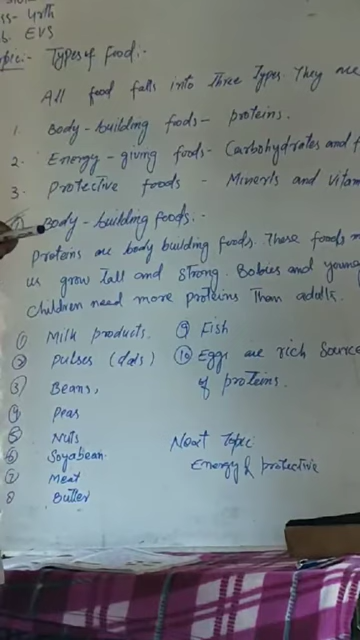 ss- 4th
b. EVS
opic:- Types of Food:-
All food falls into Three Types. They are
1. Body-building foods- proteins.
2. Energy-giving foods- Carbohydrates and f
3. Protective foods - Minerls and vitam
Body-building foods.-
Proteins are body building foods. These foods m
us grow Tall and strong. Babies and young
children need more proteins Than adults.
① Milk products. ⑨ Fish
② pulses (dals) ⑩ Eggs are rich source
③ Beans, of proteins.
④ Peas
⑤ Nuts
⑥ Soyabean.
⑦ Meat
⑧ Butter
Next Topic
Energy & protective